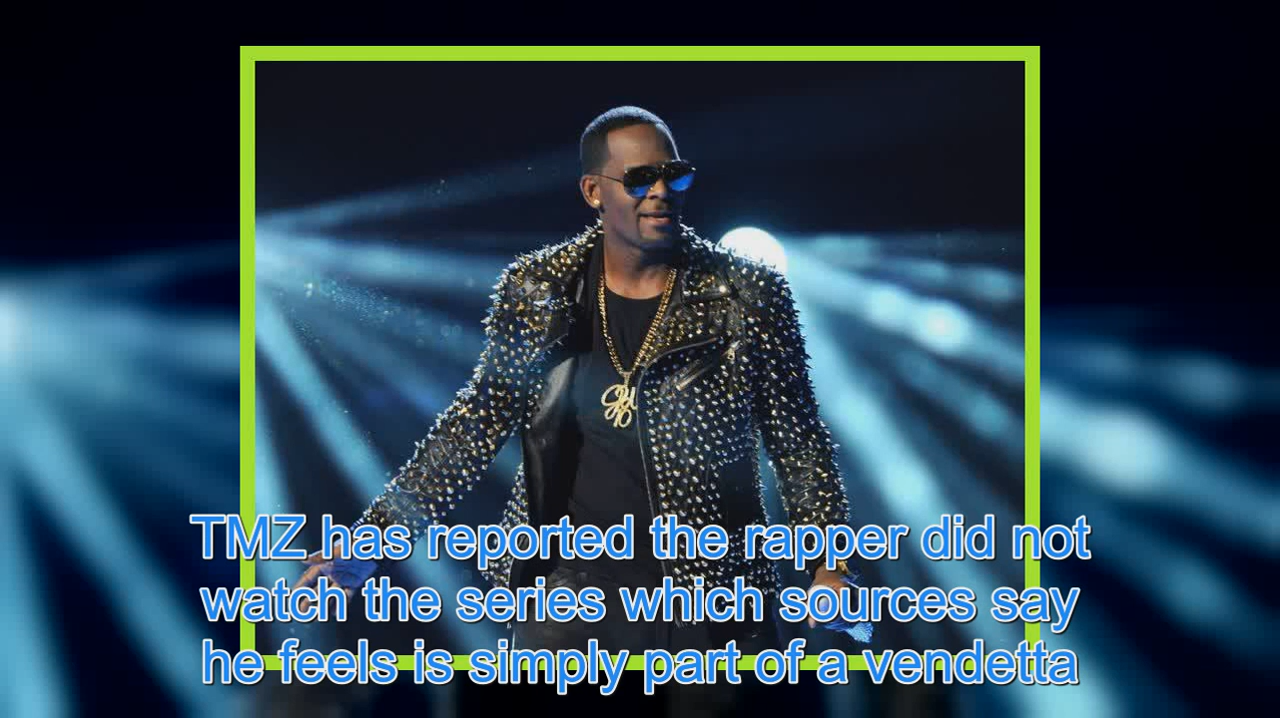 TMZ has reported the rapper did not
watch the series which sources say
he feels is simply part of a vendetta